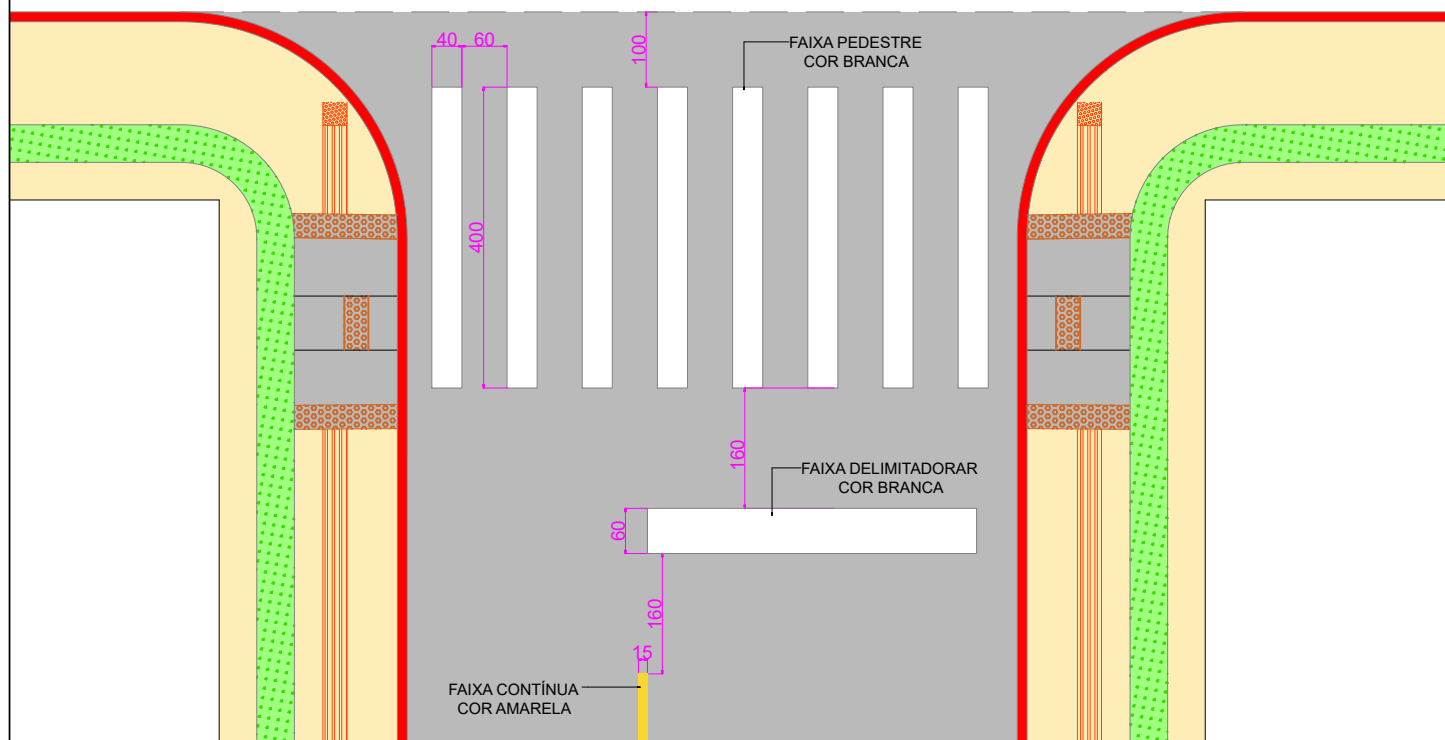 40
60
100
FAIXA PEDESTRE
COR BRANCA
400
160
FAIXA DELIMITADORAR
COR BRANCA
60
160
15
FAIXA CONTÍNUA
COR AMARELA